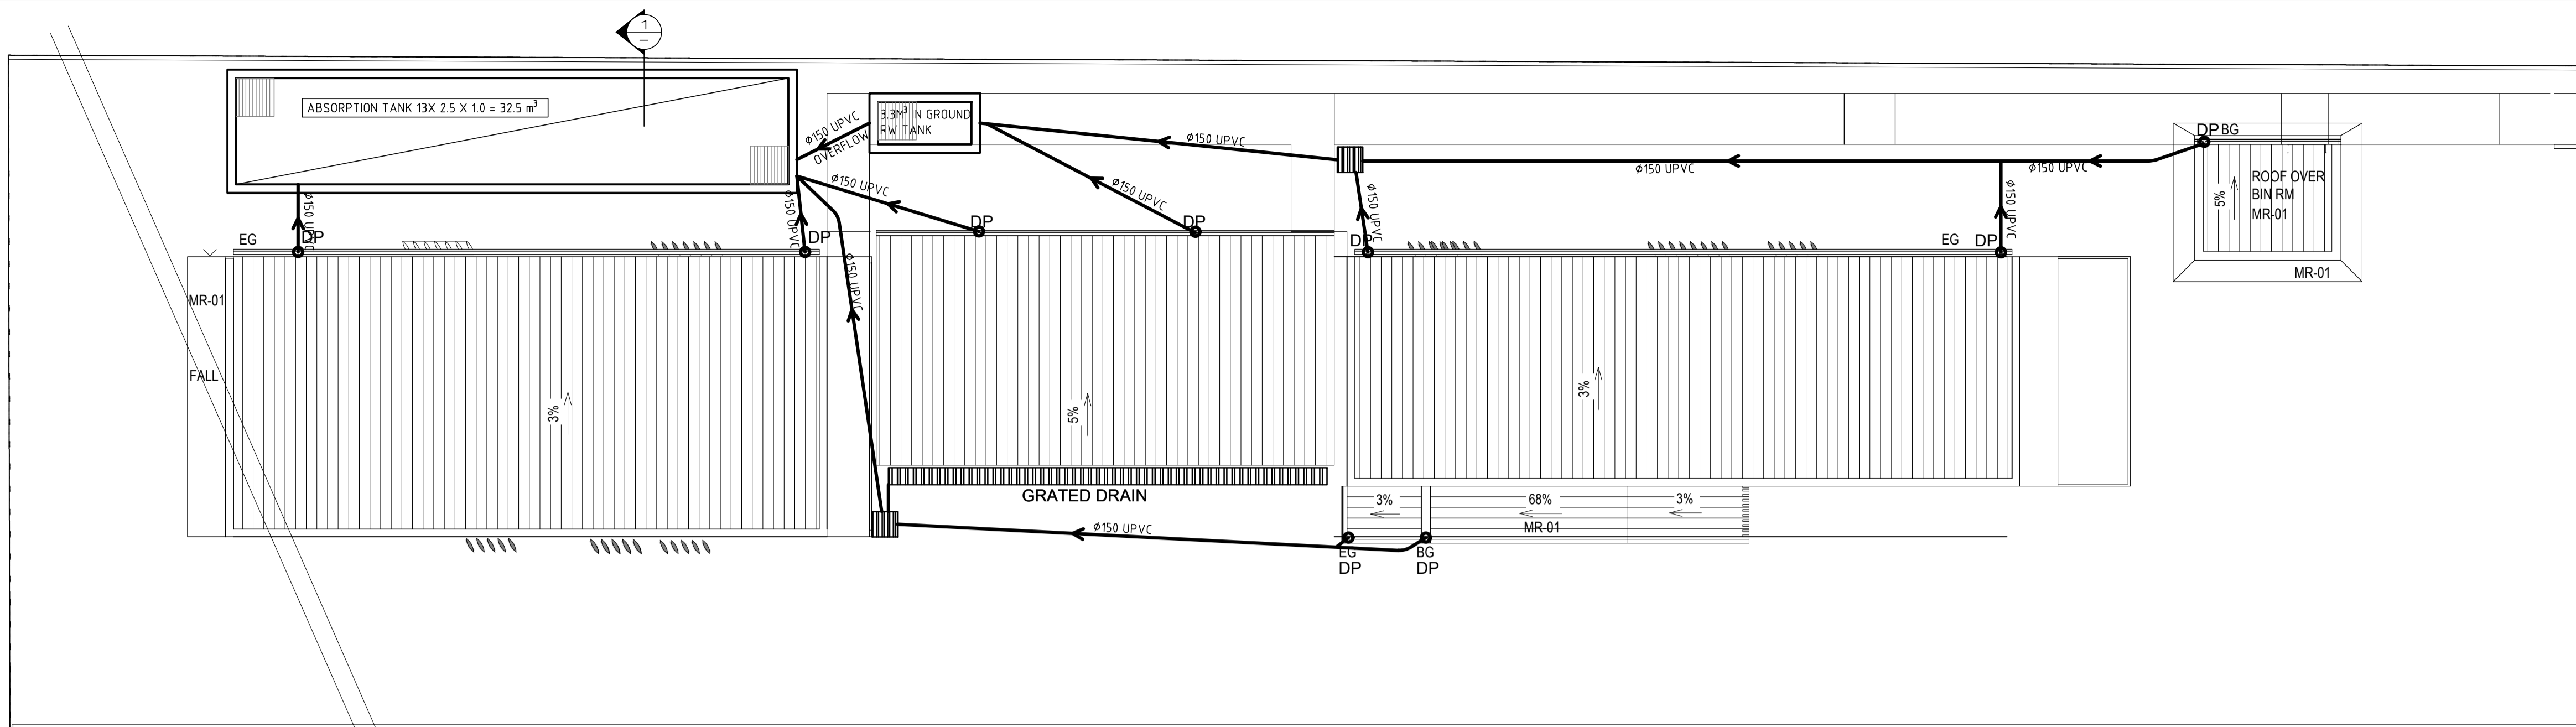 1
–
ABSORPTION TANK 13X 2.5 X 1.0 = 32.5 m³
3.3M³ IN GROUND
RW TANK
ø150 UPVC
OVERFLOW
ø150 UPVC
ø150 UPVC
ø150 UPVC
ø150 UPVC
ø150 UPVC
DP BG
ROOF OVER
BIN RM
MR-01
5%
MR-01
ø150 UPVC
ø150 UPVC
ø150 UPVC
ø150 UPVC
ø150 UPVC
EG
DP
DP
DP
DP
DP
EG
DP
MR-01
FALL
3%
5%
3%
GRATED DRAIN
3%
68%
3%
MR-01
ø150 UPVC
EG
DP
BG
DP